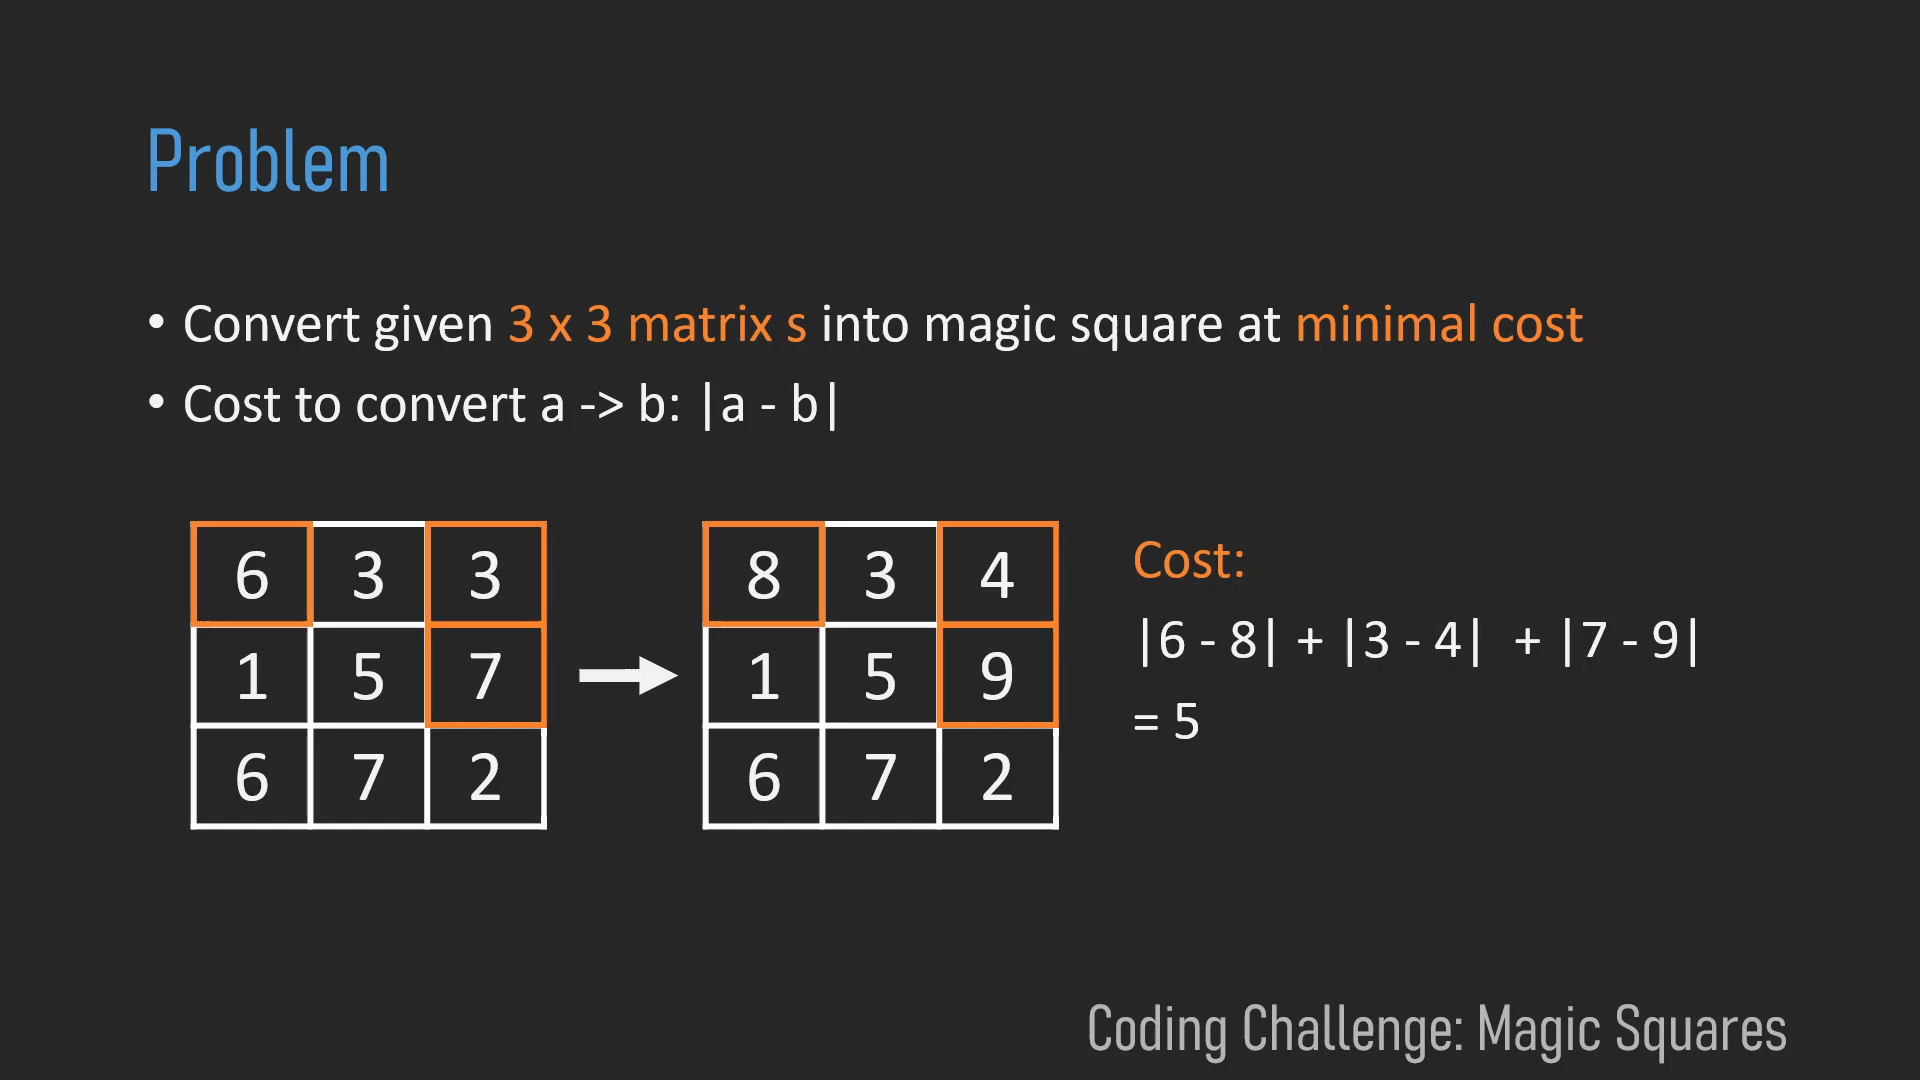 Problem
• Convert given 3 x 3 matrix s into magic square at minimal cost
• Cost to convert a -> b: |a - b|
6 3 3
1 5 7
6 7 2
8 3 4
1 5 9
6 7 2
Cost:
|6 - 8| + |3 - 4| + |7 - 9|
= 5
Coding Challenge: Magic Squares